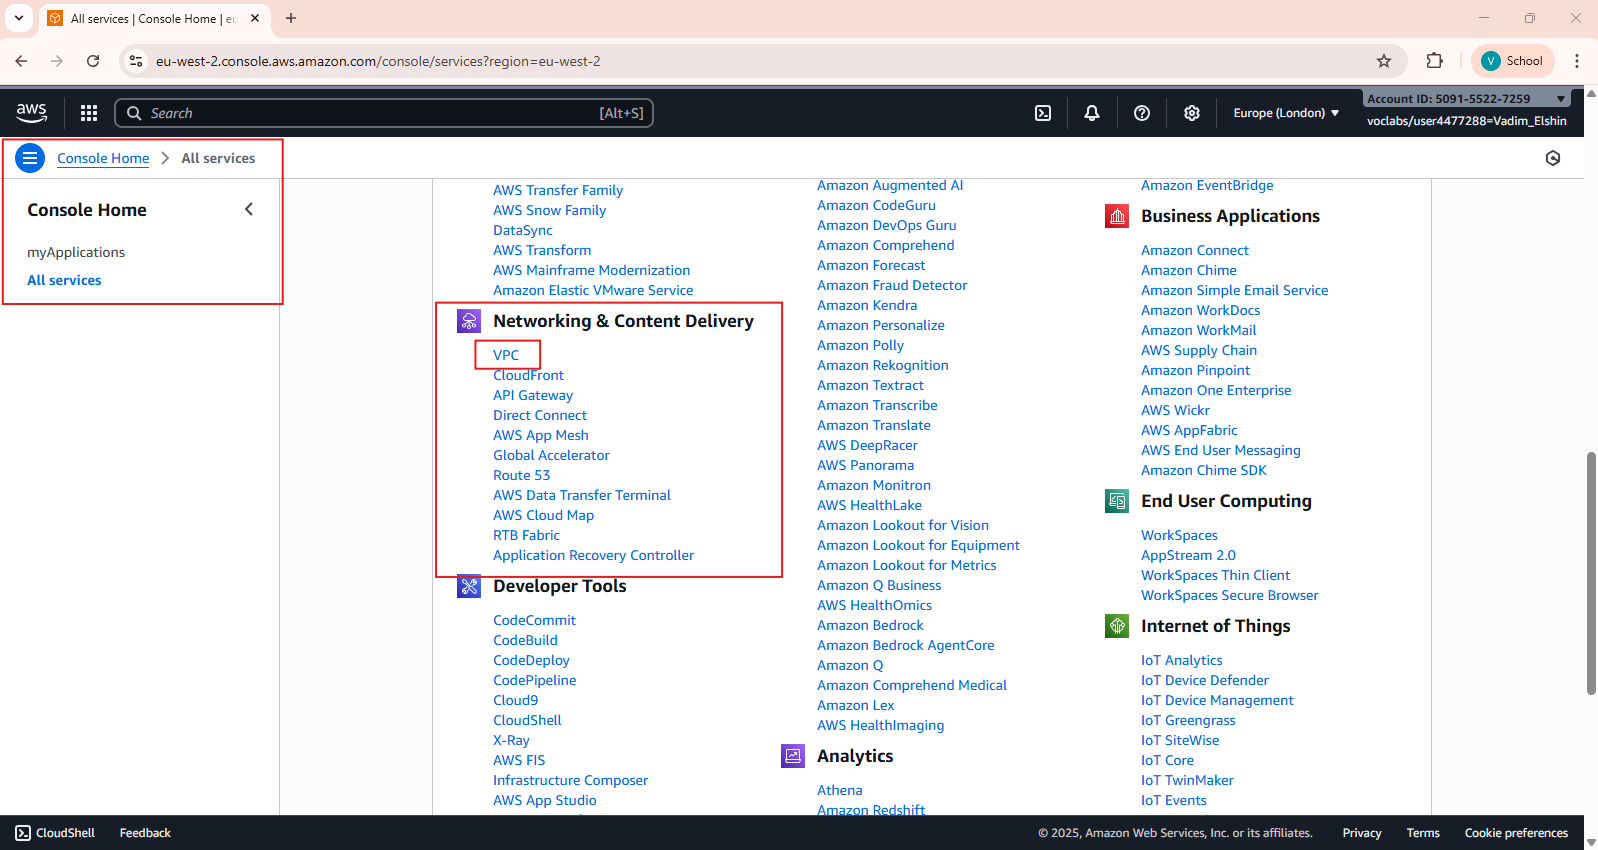 All services | Console Home | eu
eu-west-2.console.aws.amazon.com/console/services?region=eu-west-2
V School
aws
Search [Alt+S]
Europe (London)
Account ID: 5091-5522-7259
voclabs/user4477288=Vadim_Elshin
Console Home > All services
Console Home
myApplications
All services
AWS Transfer Family
AWS Snow Family
DataSync
AWS Transform
AWS Mainframe Modernization
Amazon Elastic VMware Service
Networking & Content Delivery
VPC
CloudFront
API Gateway
Direct Connect
AWS App Mesh
Global Accelerator
Route 53
AWS Data Transfer Terminal
AWS Cloud Map
RTB Fabric
Application Recovery Controller
Developer Tools
CodeCommit
CodeBuild
CodeDeploy
CodePipeline
Cloud9
CloudShell
X-Ray
AWS FIS
Infrastructure Composer
AWS App Studio
Amazon Augmented AI
Amazon CodeGuru
Amazon DevOps Guru
Amazon Comprehend
Amazon Forecast
Amazon Fraud Detector
Amazon Kendra
Amazon Personalize
Amazon Polly
Amazon Rekognition
Amazon Textract
Amazon Transcribe
Amazon Translate
AWS DeepRacer
AWS Panorama
Amazon Monitron
AWS HealthLake
Amazon Lookout for Vision
Amazon Lookout for Equipment
Amazon Lookout for Metrics
Amazon Q Business
AWS HealthOmics
Amazon Bedrock
Amazon Bedrock AgentCore
Amazon Q
Amazon Comprehend Medical
Amazon Lex
AWS HealthImaging
Analytics
Athena
Amazon Redshift
Amazon EventBridge
Business Applications
Amazon Connect
Amazon Chime
Amazon Simple Email Service
Amazon WorkDocs
Amazon WorkMail
AWS Supply Chain
Amazon Pinpoint
Amazon One Enterprise
AWS Wickr
AWS AppFabric
AWS End User Messaging
Amazon Chime SDK
End User Computing
WorkSpaces
AppStream 2.0
WorkSpaces Thin Client
WorkSpaces Secure Browser
Internet of Things
IoT Analytics
IoT Device Defender
IoT Device Management
IoT Greengrass
IoT SiteWise
IoT Core
IoT TwinMaker
IoT Events
CloudShell Feedback © 2025, Amazon Web Services, Inc. or its affiliates. Privacy Terms Cookie preferences